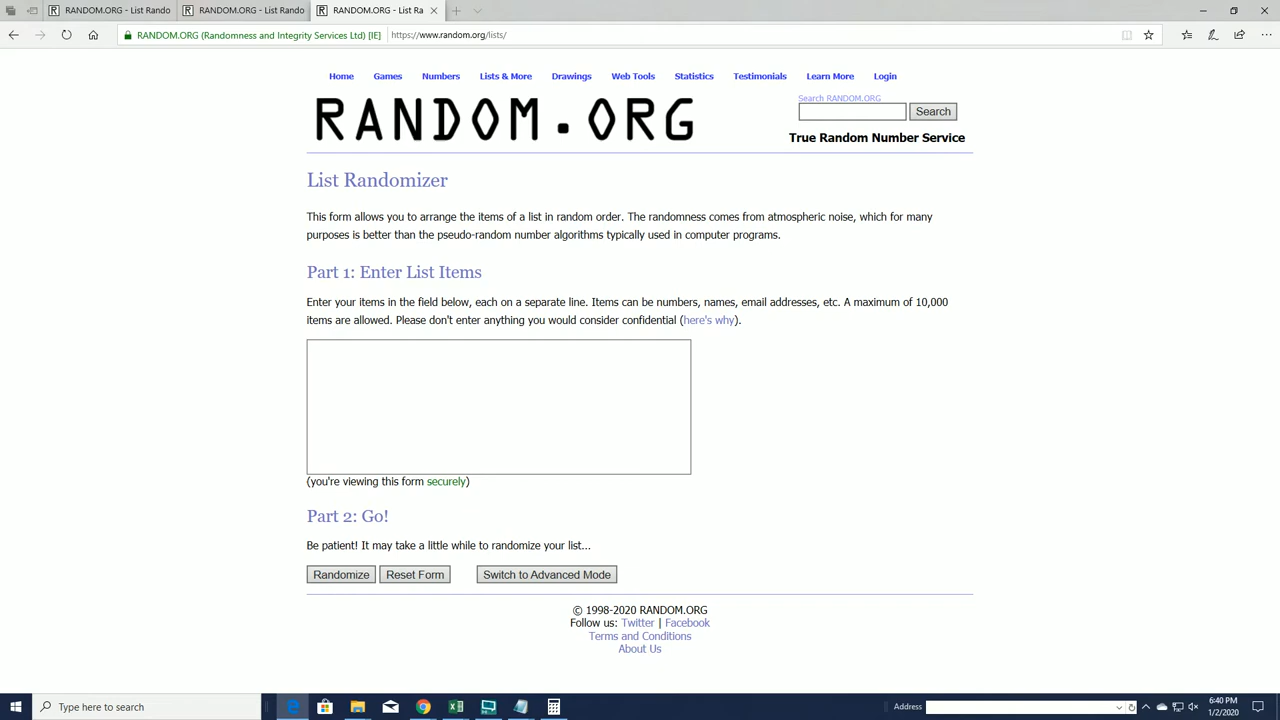 RANDOM.ORG - List Rando
RANDOM.ORG - List Rando
RANDOM.ORG - List Ra
RANDOM.ORG (Randomness and Integrity Services Ltd) [IE]
https://www.random.org/lists/
Home Games Numbers Lists & More Drawings Web Tools Statistics Testimonials Learn More Login
Search RANDOM.ORG
RANDOM.ORG
Search
True Random Number Service
List Randomizer
This form allows you to arrange the items of a list in random order. The randomness comes from atmospheric noise, which for many
purposes is better than the pseudo-random number algorithms typically used in computer programs.
Part 1: Enter List Items
Enter your items in the field below, each on a separate line. Items can be numbers, names, email addresses, etc. A maximum of 10,000
items are allowed. Please don't enter anything you would consider confidential (here's why).
(you're viewing this form securely)
Part 2: Go!
Be patient! It may take a little while to randomize your list...
Randomize Reset Form Switch to Advanced Mode
© 1998-2020 RANDOM.ORG
Follow us: Twitter | Facebook
Terms and Conditions
About Us
Type here to search
Address
6:40 PM
1/2/2020